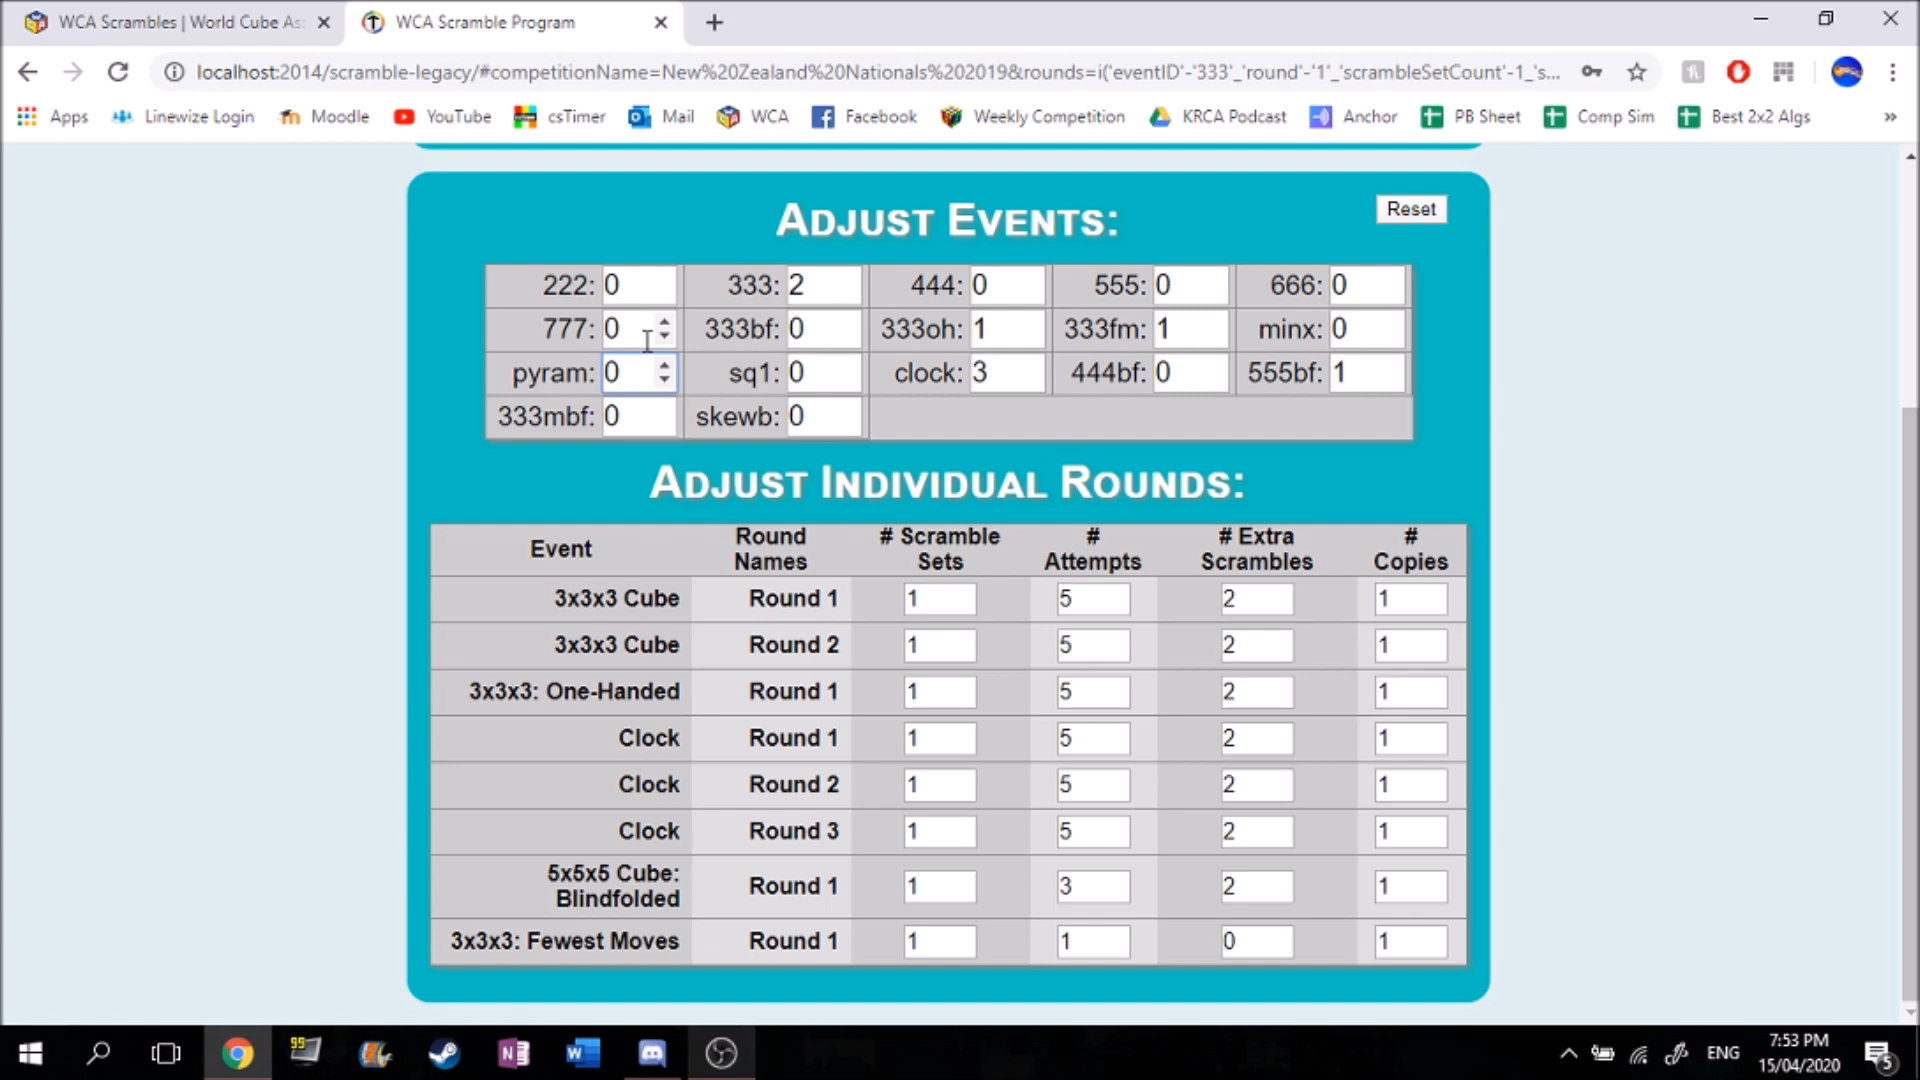 WCA Scrambles | World Cube As
WCA Scramble Program
localhost:2014/scramble-legacy/#competitionName=New%20Zealand%20Nationals%202019&rounds=i('eventID'-'333'_'round'-'1'_'scrambleSetCount'-1_'s...
Apps Linewize Login Moodle YouTube csTimer Mail WCA Facebook Weekly Competition KRCA Podcast Anchor PB Sheet Comp Sim Best 2x2 Algs »
ADJUST EVENTS:
Reset
222: 0 333: 2 444: 0 555: 0 666: 0
777: 0 333bf: 0 333oh: 1 333fm: 1 minx: 0
pyram: 0 sq1: 0 clock: 3 444bf: 0 555bf: 1
333mbf: 0 skewb: 0
ADJUST INDIVIDUAL ROUNDS:
Event Round Names # Scramble Sets # Attempts # Extra Scrambles # Copies
3x3x3 Cube Round 1 1 5 2 1
3x3x3 Cube Round 2 1 5 2 1
3x3x3: One-Handed Round 1 1 5 2 1
Clock Round 1 1 5 2 1
Clock Round 2 1 5 2 1
Clock Round 3 1 5 2 1
5x5x5 Cube: Blindfolded Round 1 1 3 2 1
3x3x3: Fewest Moves Round 1 1 1 0 1
99
ENG
7:53 PM
15/04/2020
5